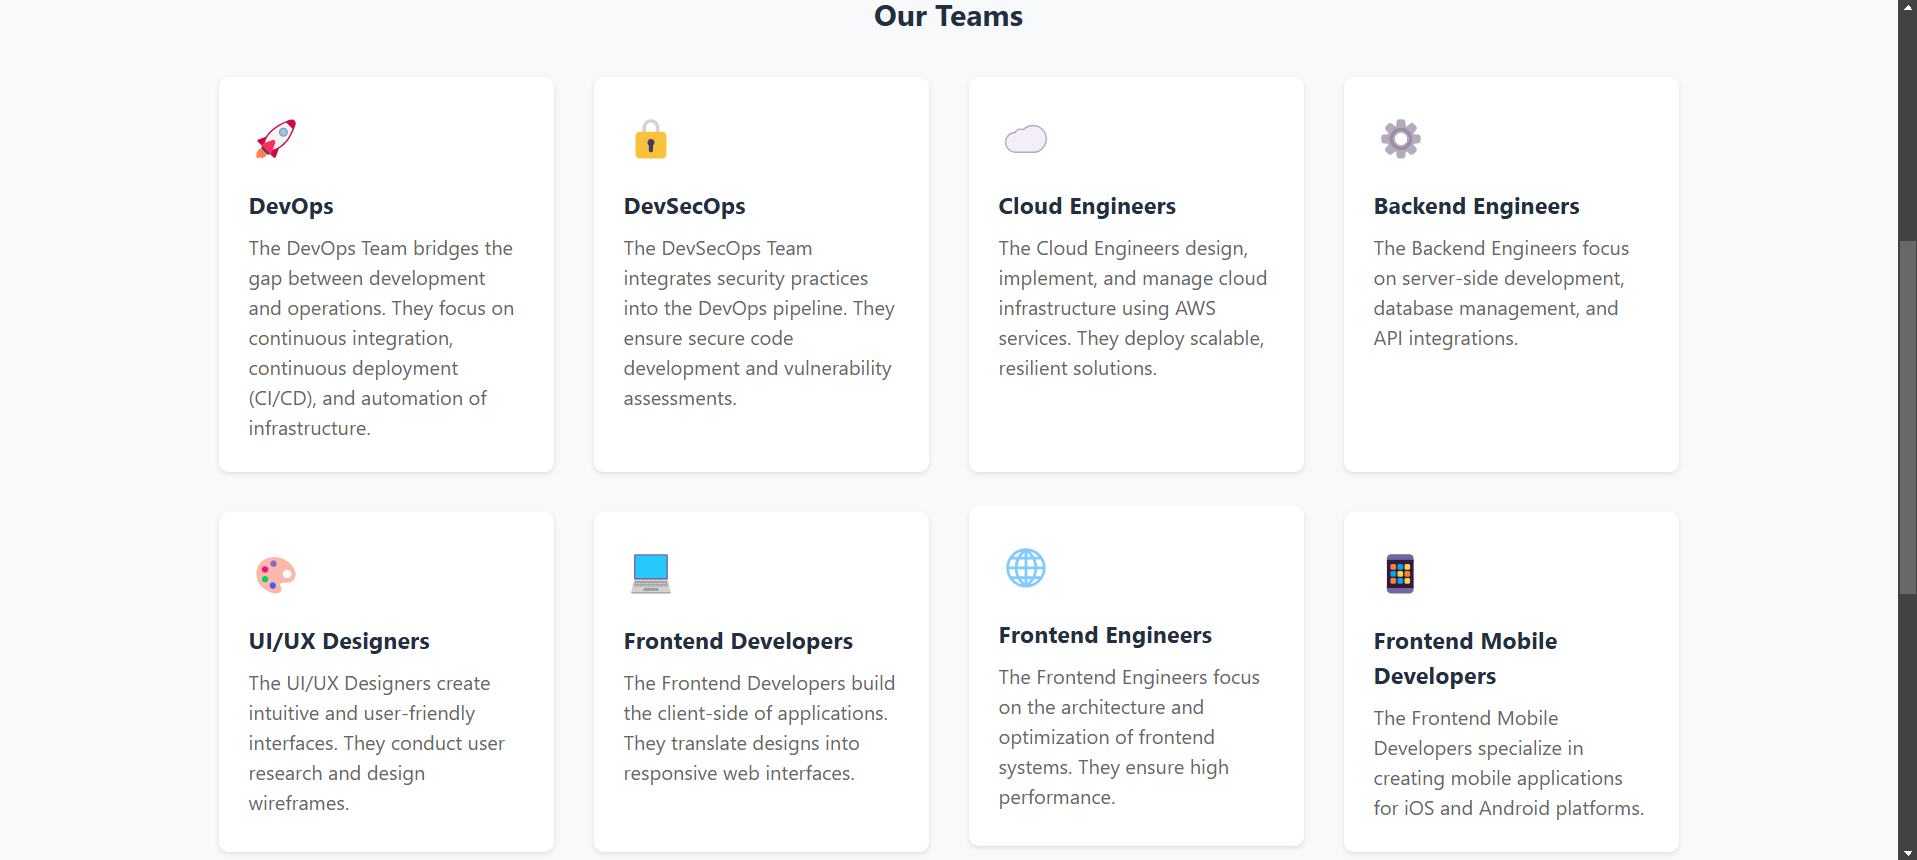 Our Teams
DevOps
The DevOps Team bridges the
gap between development
and operations. They focus on
continuous integration,
continuous deployment
(CI/CD), and automation of
infrastructure.
DevSecOps
The DevSecOps Team
integrates security practices
into the DevOps pipeline. They
ensure secure code
development and vulnerability
assessments.
Cloud Engineers
The Cloud Engineers design,
implement, and manage cloud
infrastructure using AWS
services. They deploy scalable,
resilient solutions.
Backend Engineers
The Backend Engineers focus
on server-side development,
database management, and
API integrations.
UI/UX Designers
The UI/UX Designers create
intuitive and user-friendly
interfaces. They conduct user
research and design
wireframes.
Frontend Developers
The Frontend Developers build
the client-side of applications.
They translate designs into
responsive web interfaces.
Frontend Engineers
The Frontend Engineers focus
on the architecture and
optimization of frontend
systems. They ensure high
performance.
Frontend Mobile
Developers
The Frontend Mobile
Developers specialize in
creating mobile applications
for iOS and Android platforms.